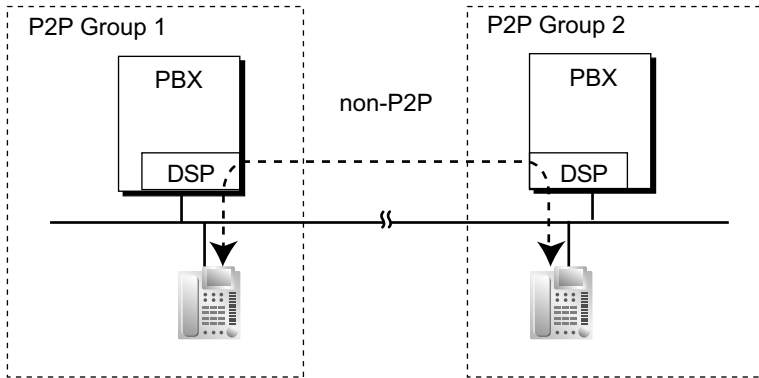 P2P Group 1
P2P Group 2
PBX
PBX
non-P2P
DSP
DSP